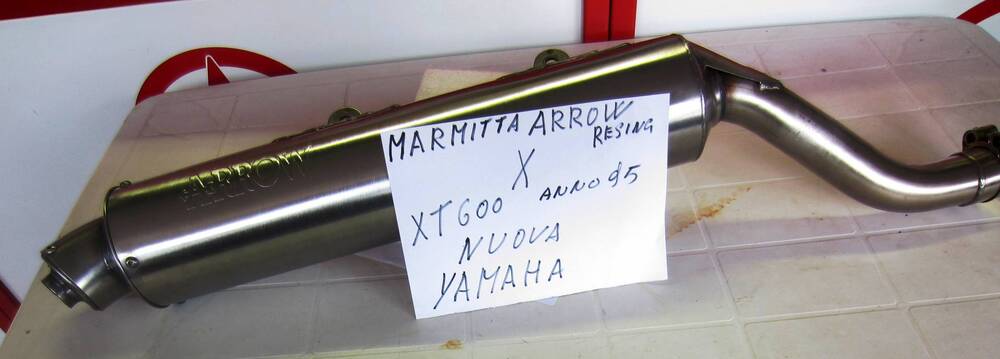 ARROW
MARMITTA ARROW
RESING
X
XT600 ANNO 95
NUOVA
YAMAHA